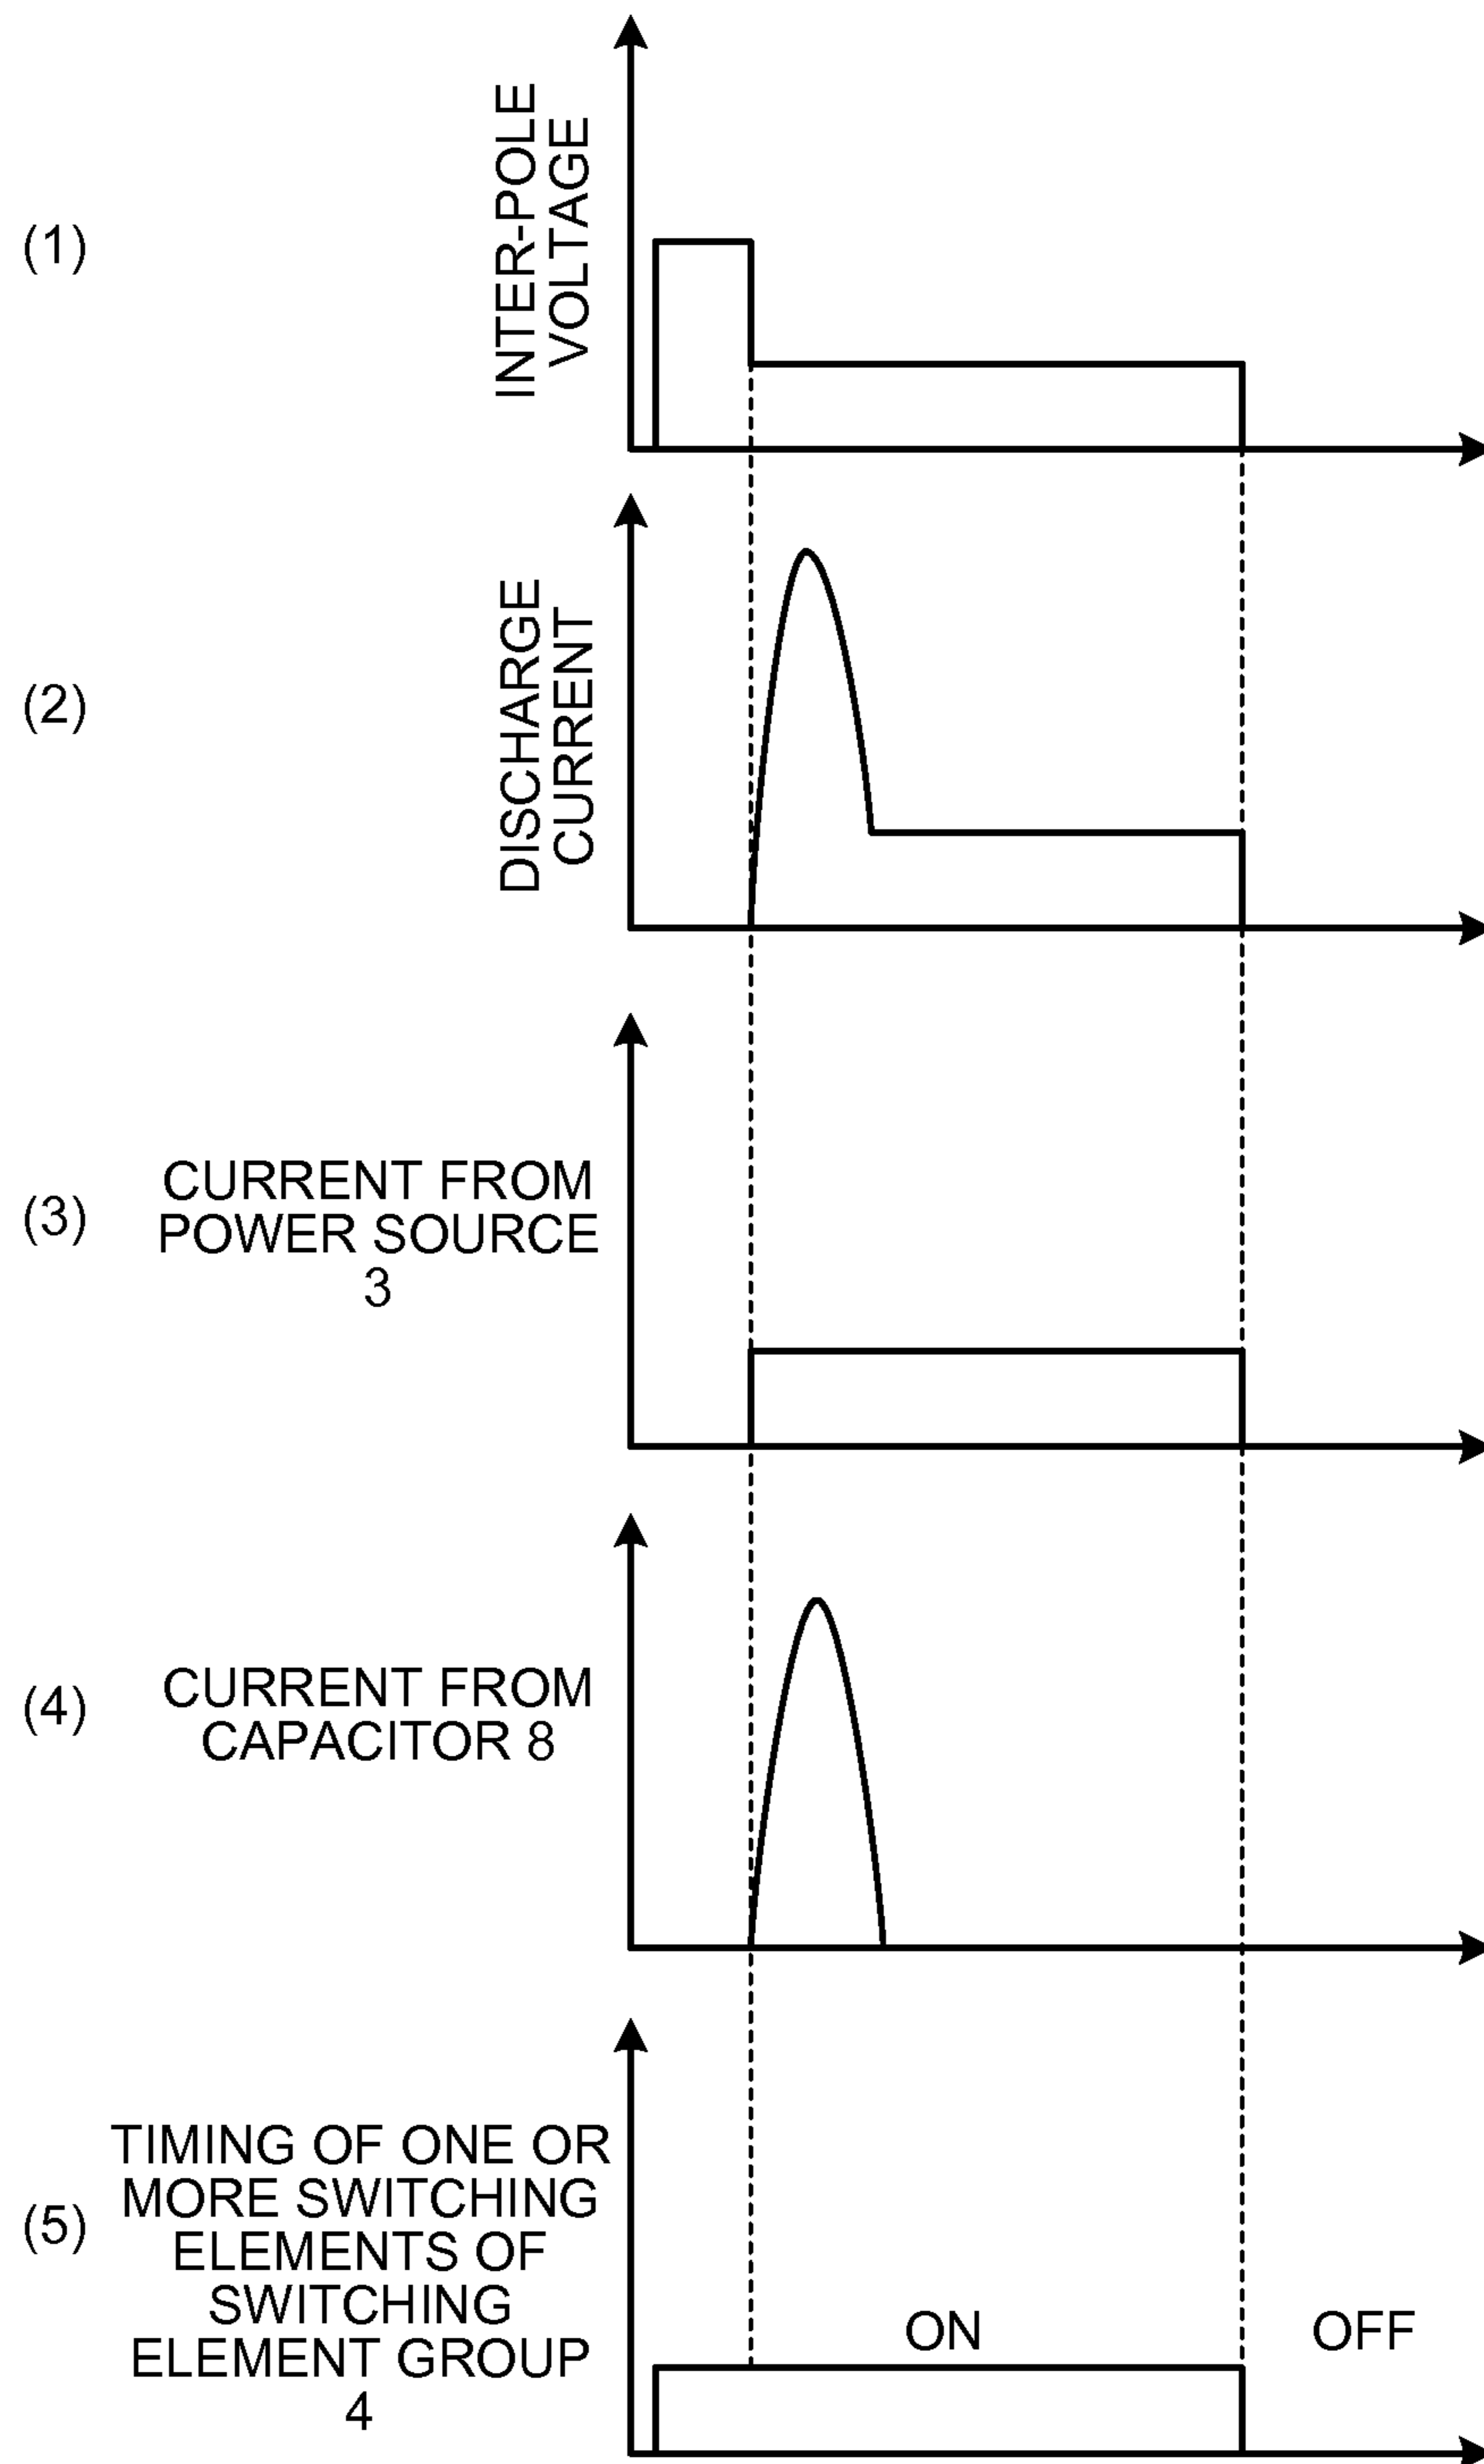 (1)
INTER-POLE
VOLTAGE
(2)
DISCHARGE
CURRENT
(3)
CURRENT FROM
POWER SOURCE
3
(4)
CURRENT FROM
CAPACITOR 8
(5)
TIMING OF ONE OR
MORE SWITCHING
ELEMENTS OF
SWITCHING
ELEMENT GROUP
4
ON
OFF